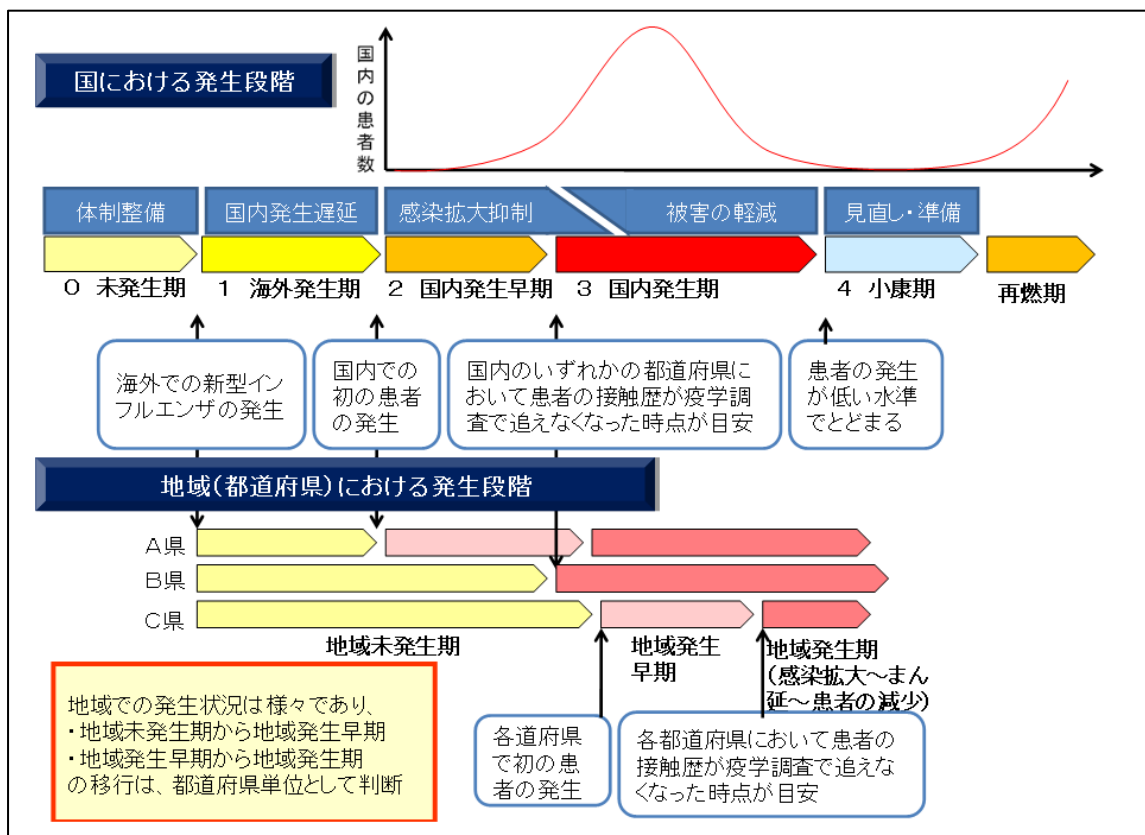 国における発生段階
国内の患者数
体制整備
国内発生遅延
感染拡大抑制
被害の軽減
見直し・準備
0 未発生期
1 海外発生期
2 国内発生早期
3 国内発生期
4 小康期
再燃期
海外での新型イン
フルエンザの発生
国内での
初の患者
の発生
国内のいずれかの都道府県に
おいて患者の接触歴が疫学調
査で追えなくなった時点が目安
患者の発生
が低い水準
でとどまる
地域(都道府県)における発生段階
A県
B県
C県
地域未発生期
地域発生
早期
地域発生期
(感染拡大~まん
延~患者の減少)
地域での発生状況は様々であり、
・地域未発生期から地域発生早期
・地域発生早期から地域発生期
の移行は、都道府県単位として判断
各道府県
で初の患
者の発生
各都道府県において患者の
接触歴が疫学調査で追えな
くなった時点が目安